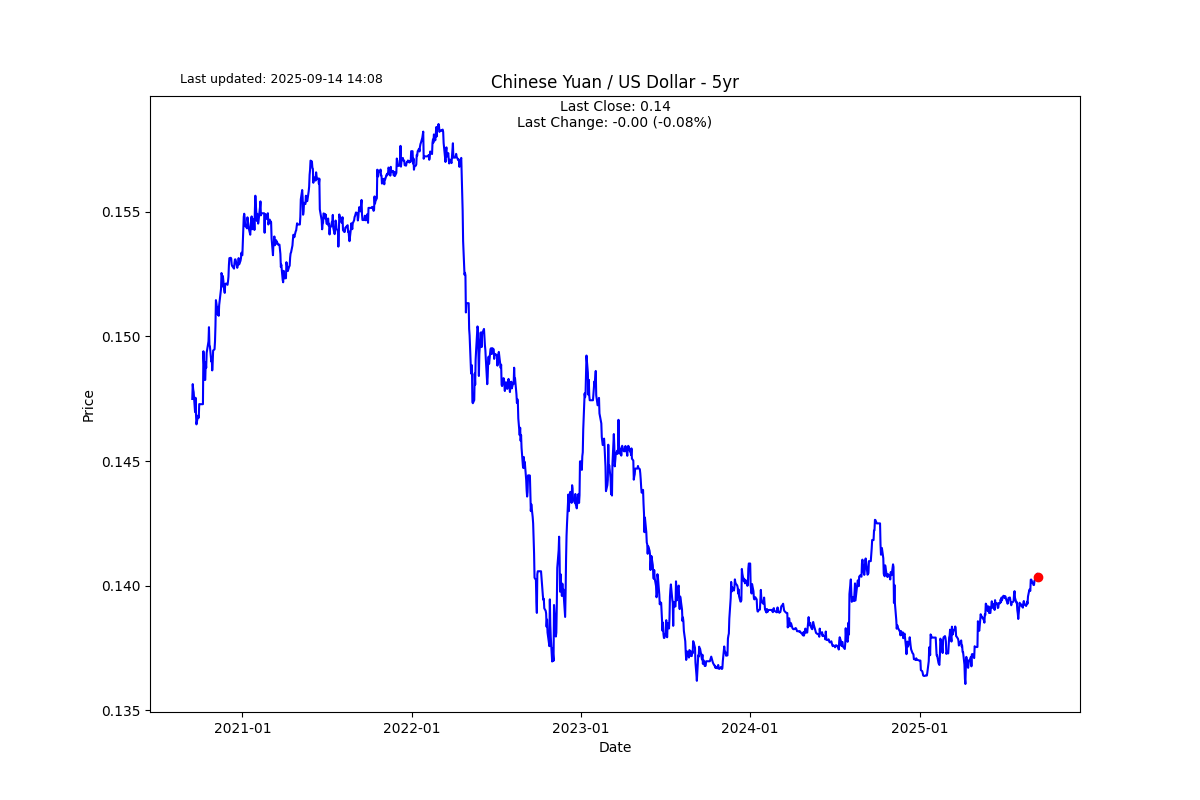 Last updated: 2025-09-14 14:08
Chinese Yuan / US Dollar - 5yr
Last Close: 0.14
Last Change: -0.00 (-0.08%)
0.155
0.150
0.145
0.140
0.135
Price
2021-01
2022-01
2023-01
2024-01
2025-01
Date